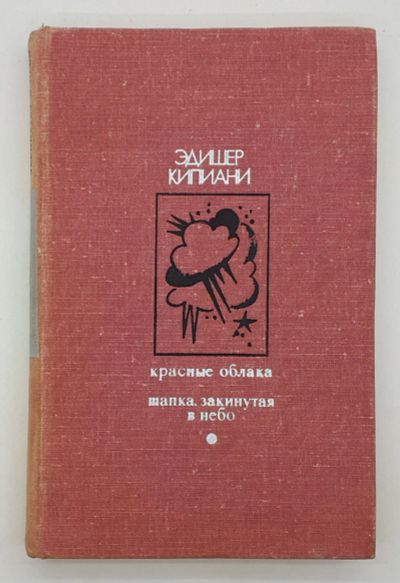 ЭДИШЕР
КИПИАНИ
красные облака
шапка, закинутая
в небо